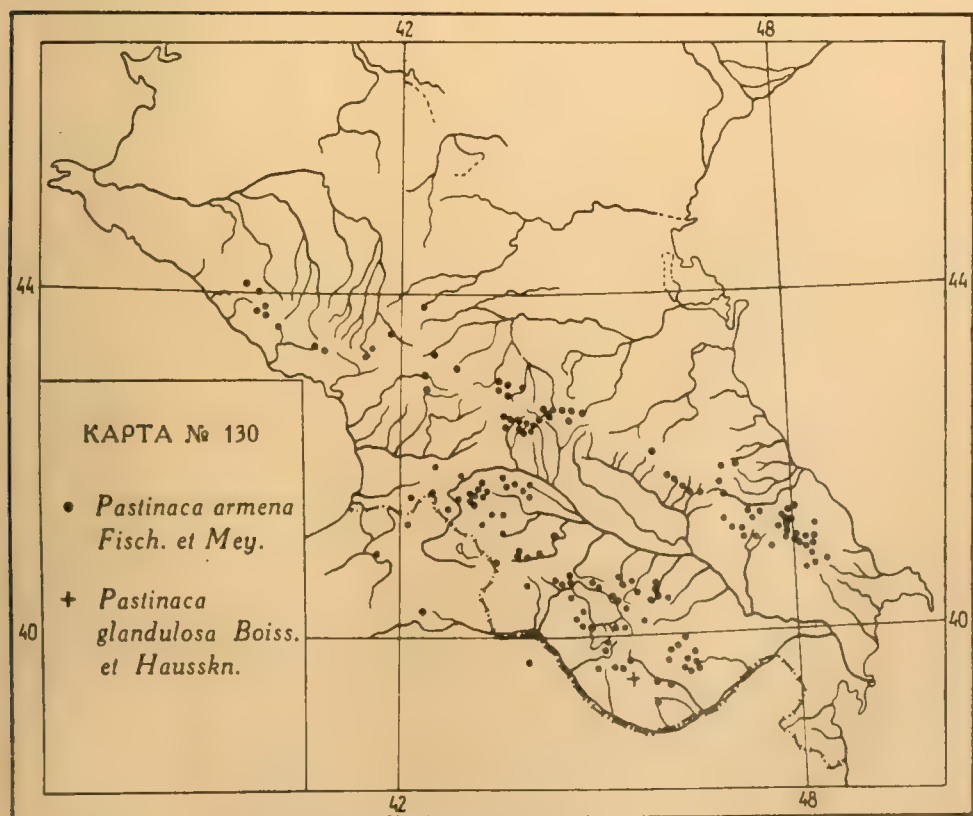 42 48
44 44
КАРТА № 130
• Pastinaca armena
Fisch. et Mey.
+ Pastinaca
glandulosa Boiss.
et Hausskn.
40 40
42 48